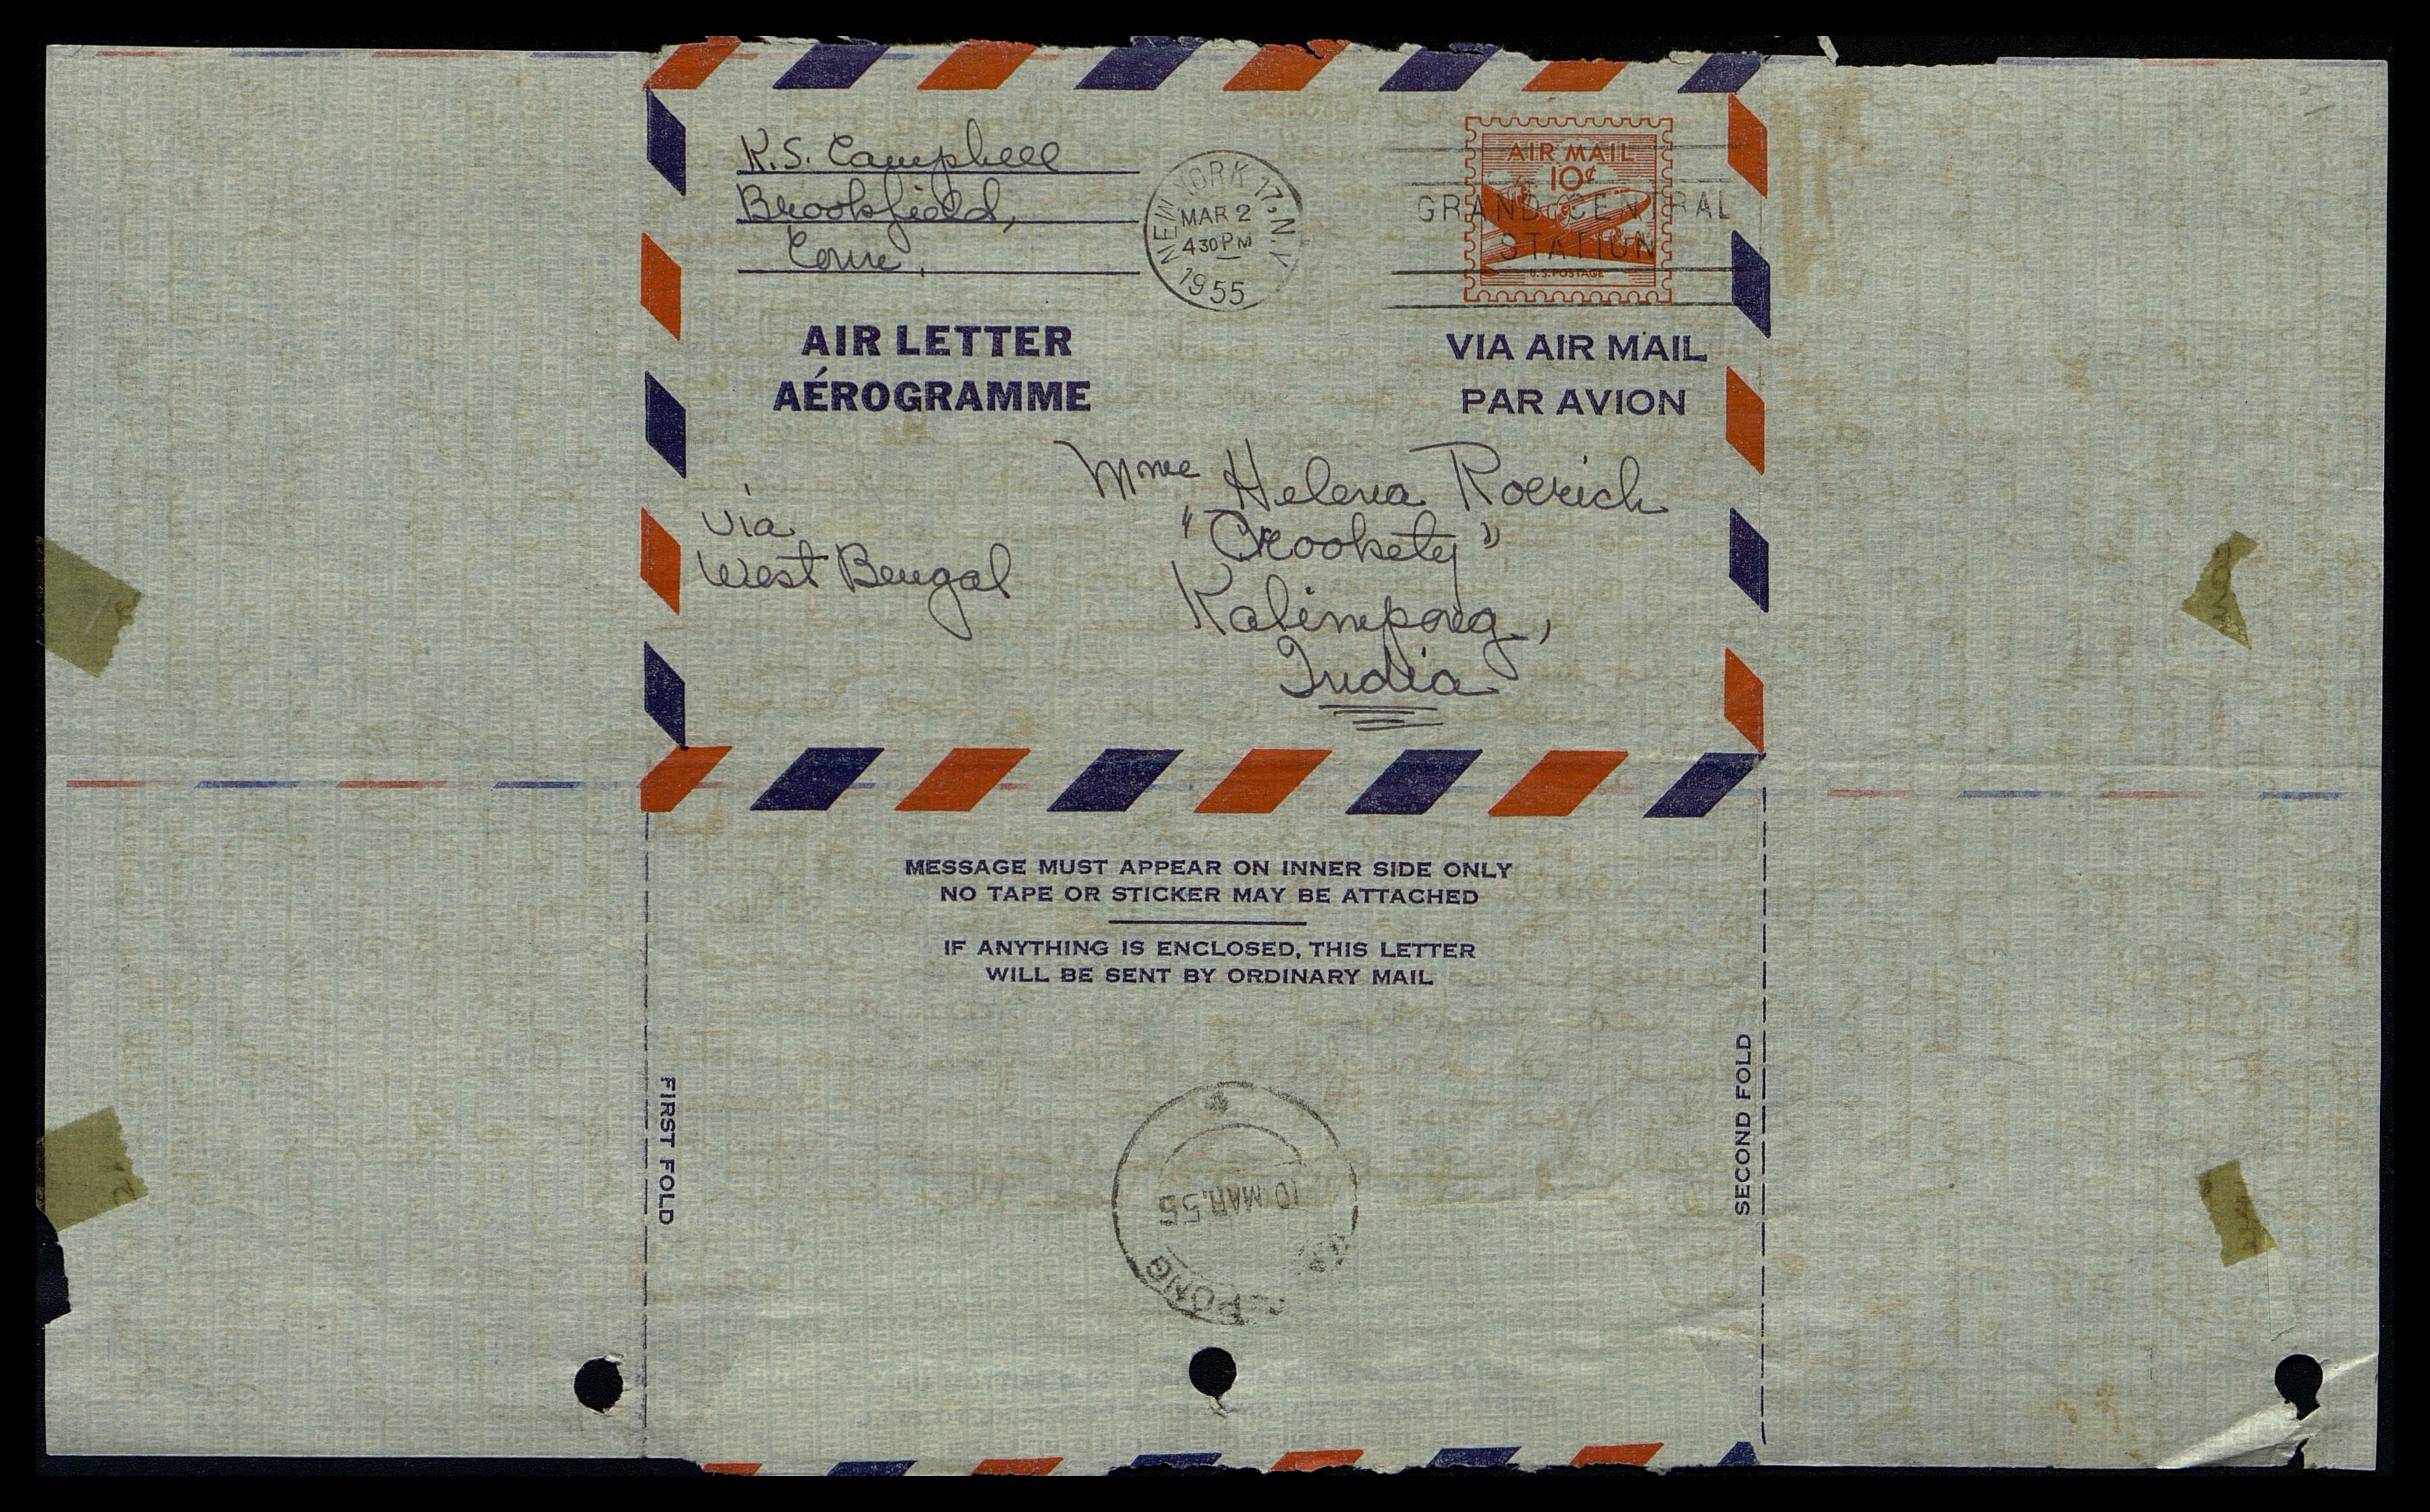 K.S. Campbell
Brookfield,
Conn.
NEW YORK 17, N.Y.
MAR 2
430 PM
1955
AIR MAIL
10¢
U.S. POSTAGE
GRAND CENTRAL
STATION
AIR LETTER
AÉROGRAMME
VIA AIR MAIL
PAR AVION
Mme Helena Roerich
"Crookety"
Kalimpong,
India
via
West Bengal
MESSAGE MUST APPEAR ON INNER SIDE ONLY
NO TAPE OR STICKER MAY BE ATTACHED
IF ANYTHING IS ENCLOSED, THIS LETTER
WILL BE SENT BY ORDINARY MAIL
FIRST FOLD
SECOND FOLD
10 MAR. 55
PONG